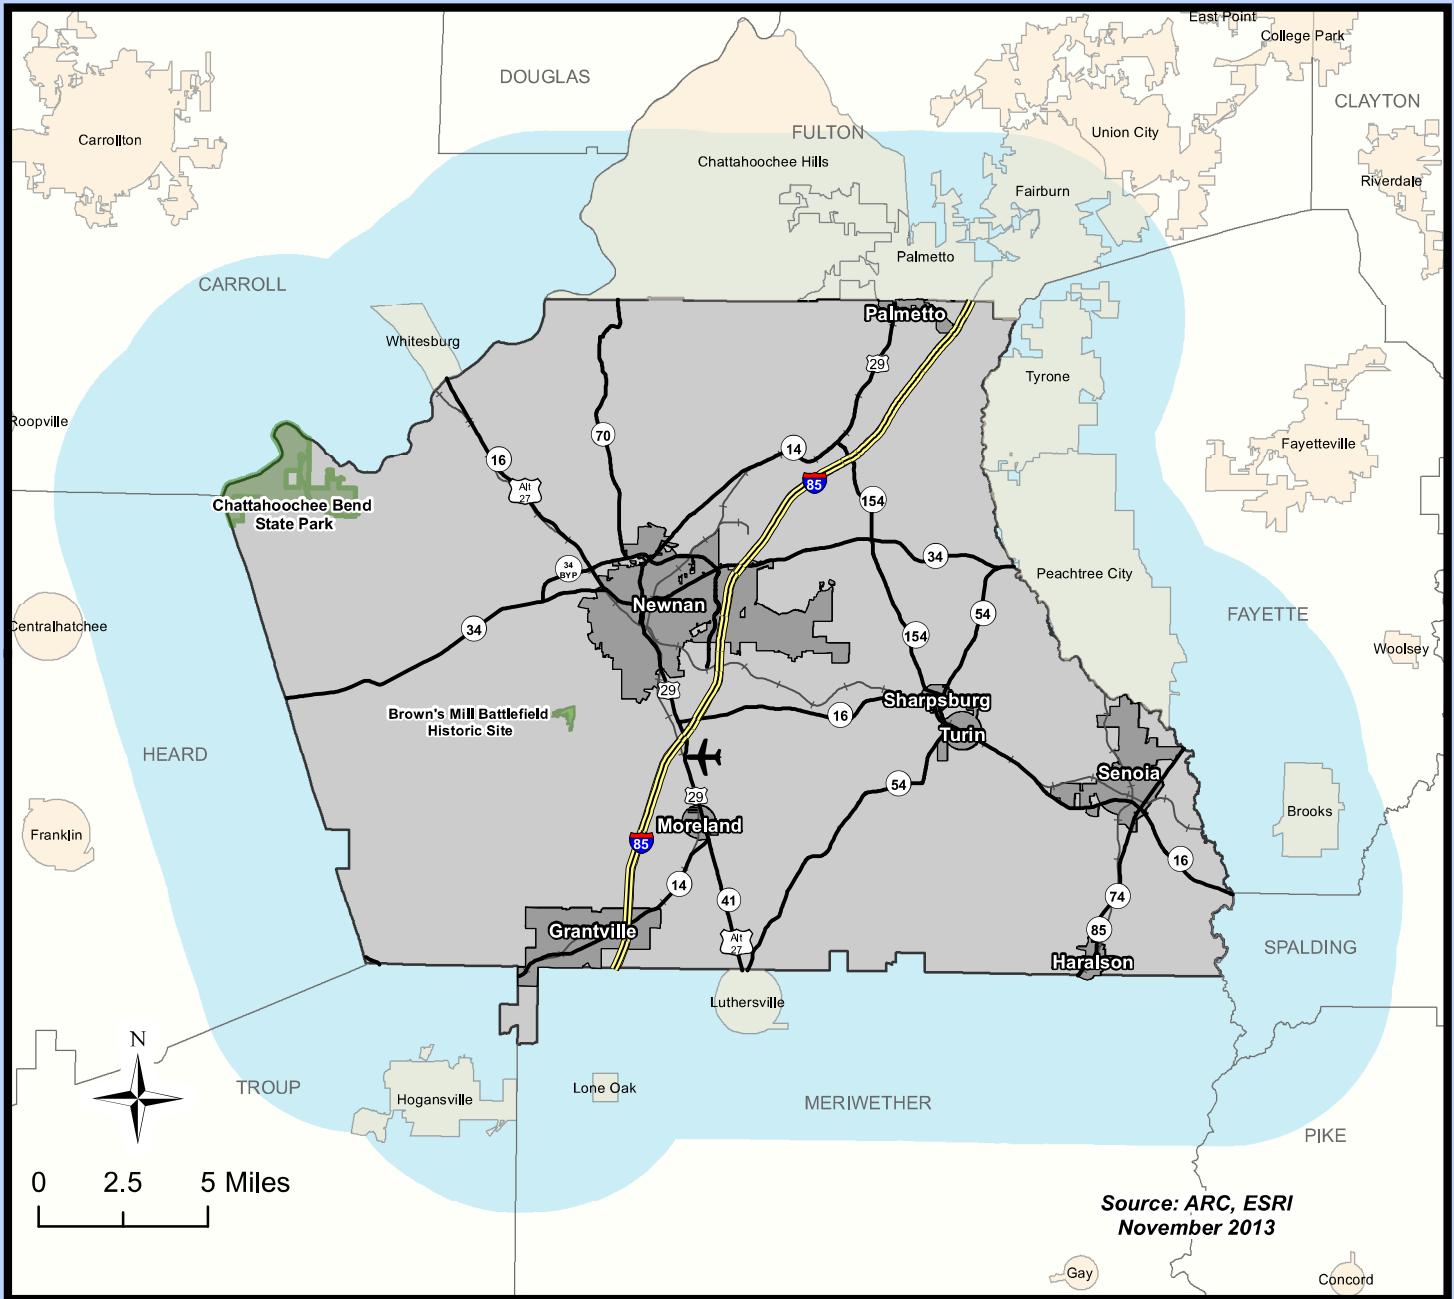 East Point
College Park
DOUGLAS
CLAYTON
Carrollton
FULTON
Union City
Chattahoochee Hills
Riverdale
Fairburn
Palmetto
CARROLL
Palmetto
Whitesburg
29
Tyrone
Roopville
70
14
Fayetteville
16
85
Alt
27
154
Chattahoochee Bend
State Park
34
34
BYP
Peachtree City
Newnan
54
FAYETTE
Centralhatchee
34
154
Woolsey
29
Sharpsburg
Brown's Mill Battlefield
Historic Site
16
Turin
HEARD
Senoia
54
29
Brooks
Moreland
Franklin
85
16
14
74
41
Grantville
85
Alt
27
SPALDING
Haralson
Luthersville
N
TROUP
Lone Oak
Hogansville
MERIWETHER
PIKE
0 2.5 5 Miles
Source: ARC, ESRI
November 2013
Gay
Concord